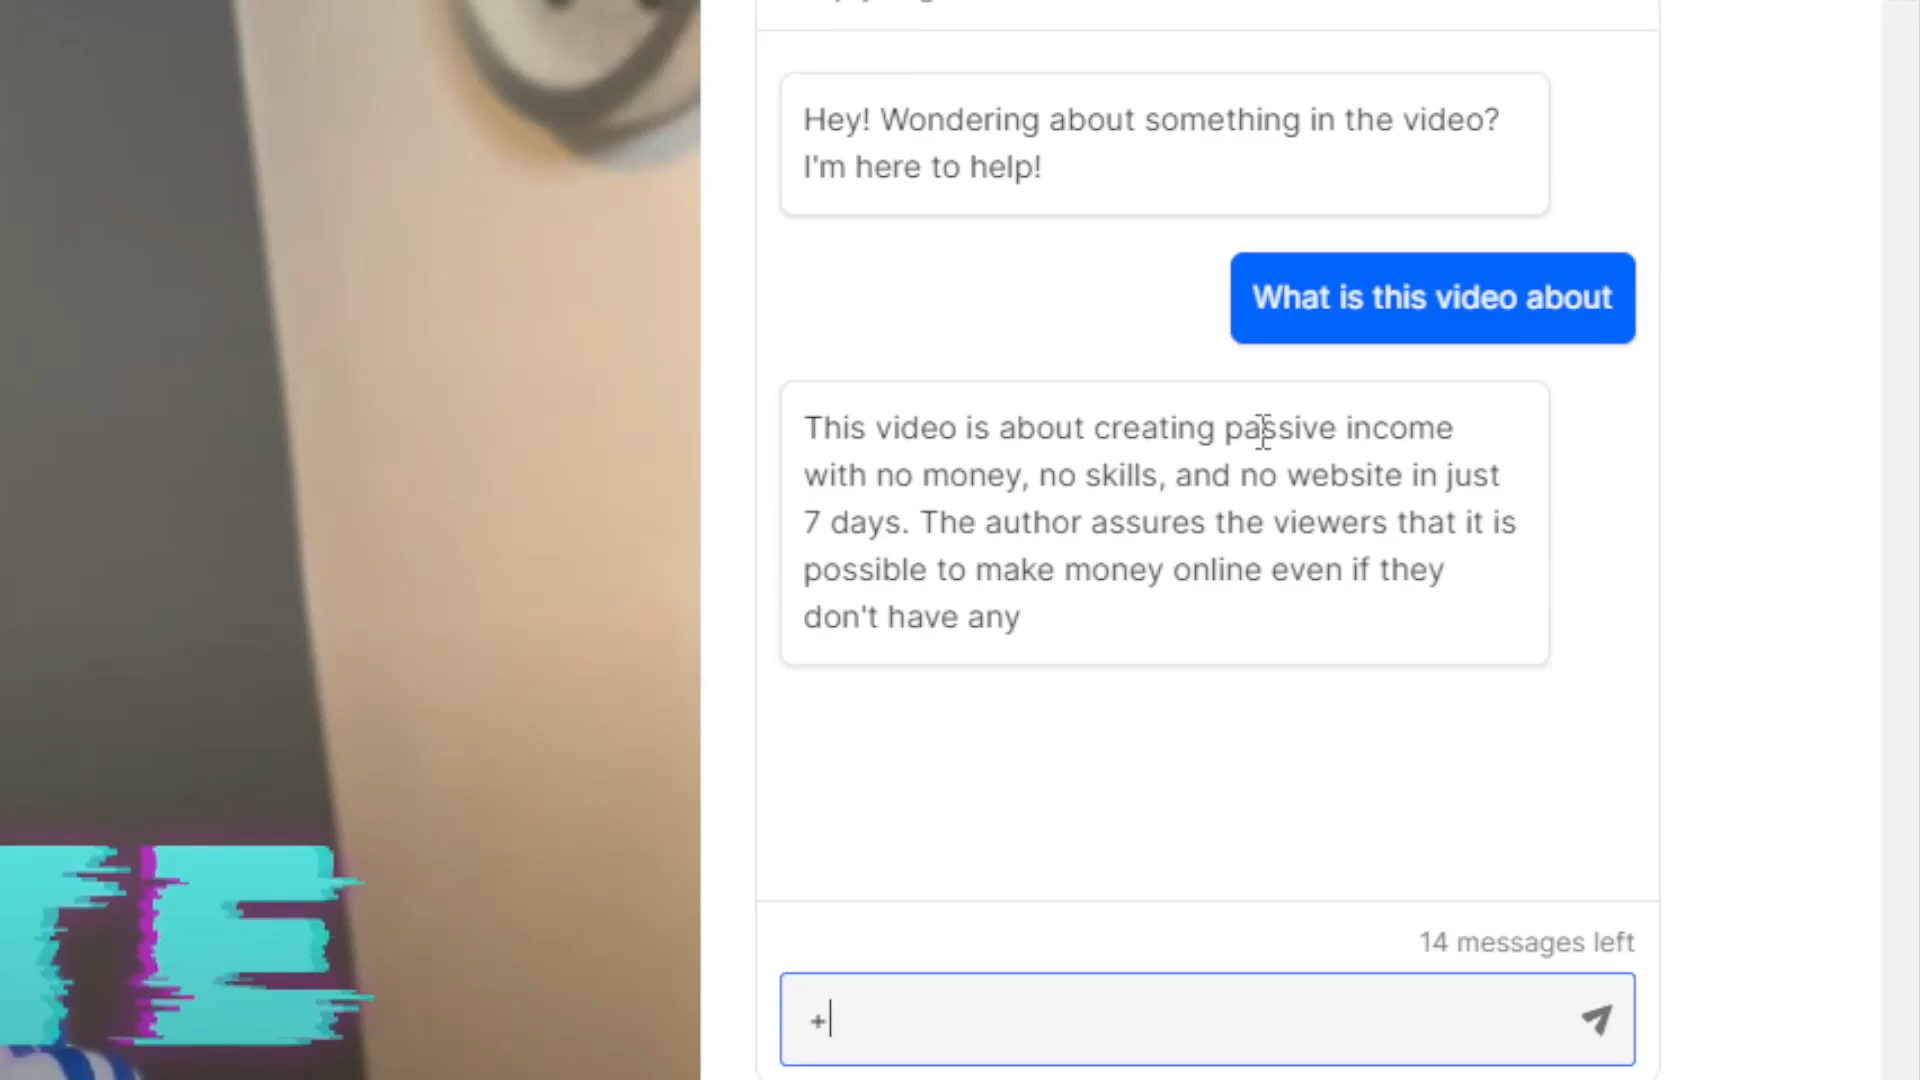 Hey! Wondering about something in the video?
I'm here to help!
What is this video about
This video is about creating passive income
with no money, no skills, and no website in just
7 days. The author assures the viewers that it is
possible to make money online even if they
don't have any
14 messages left
+
E